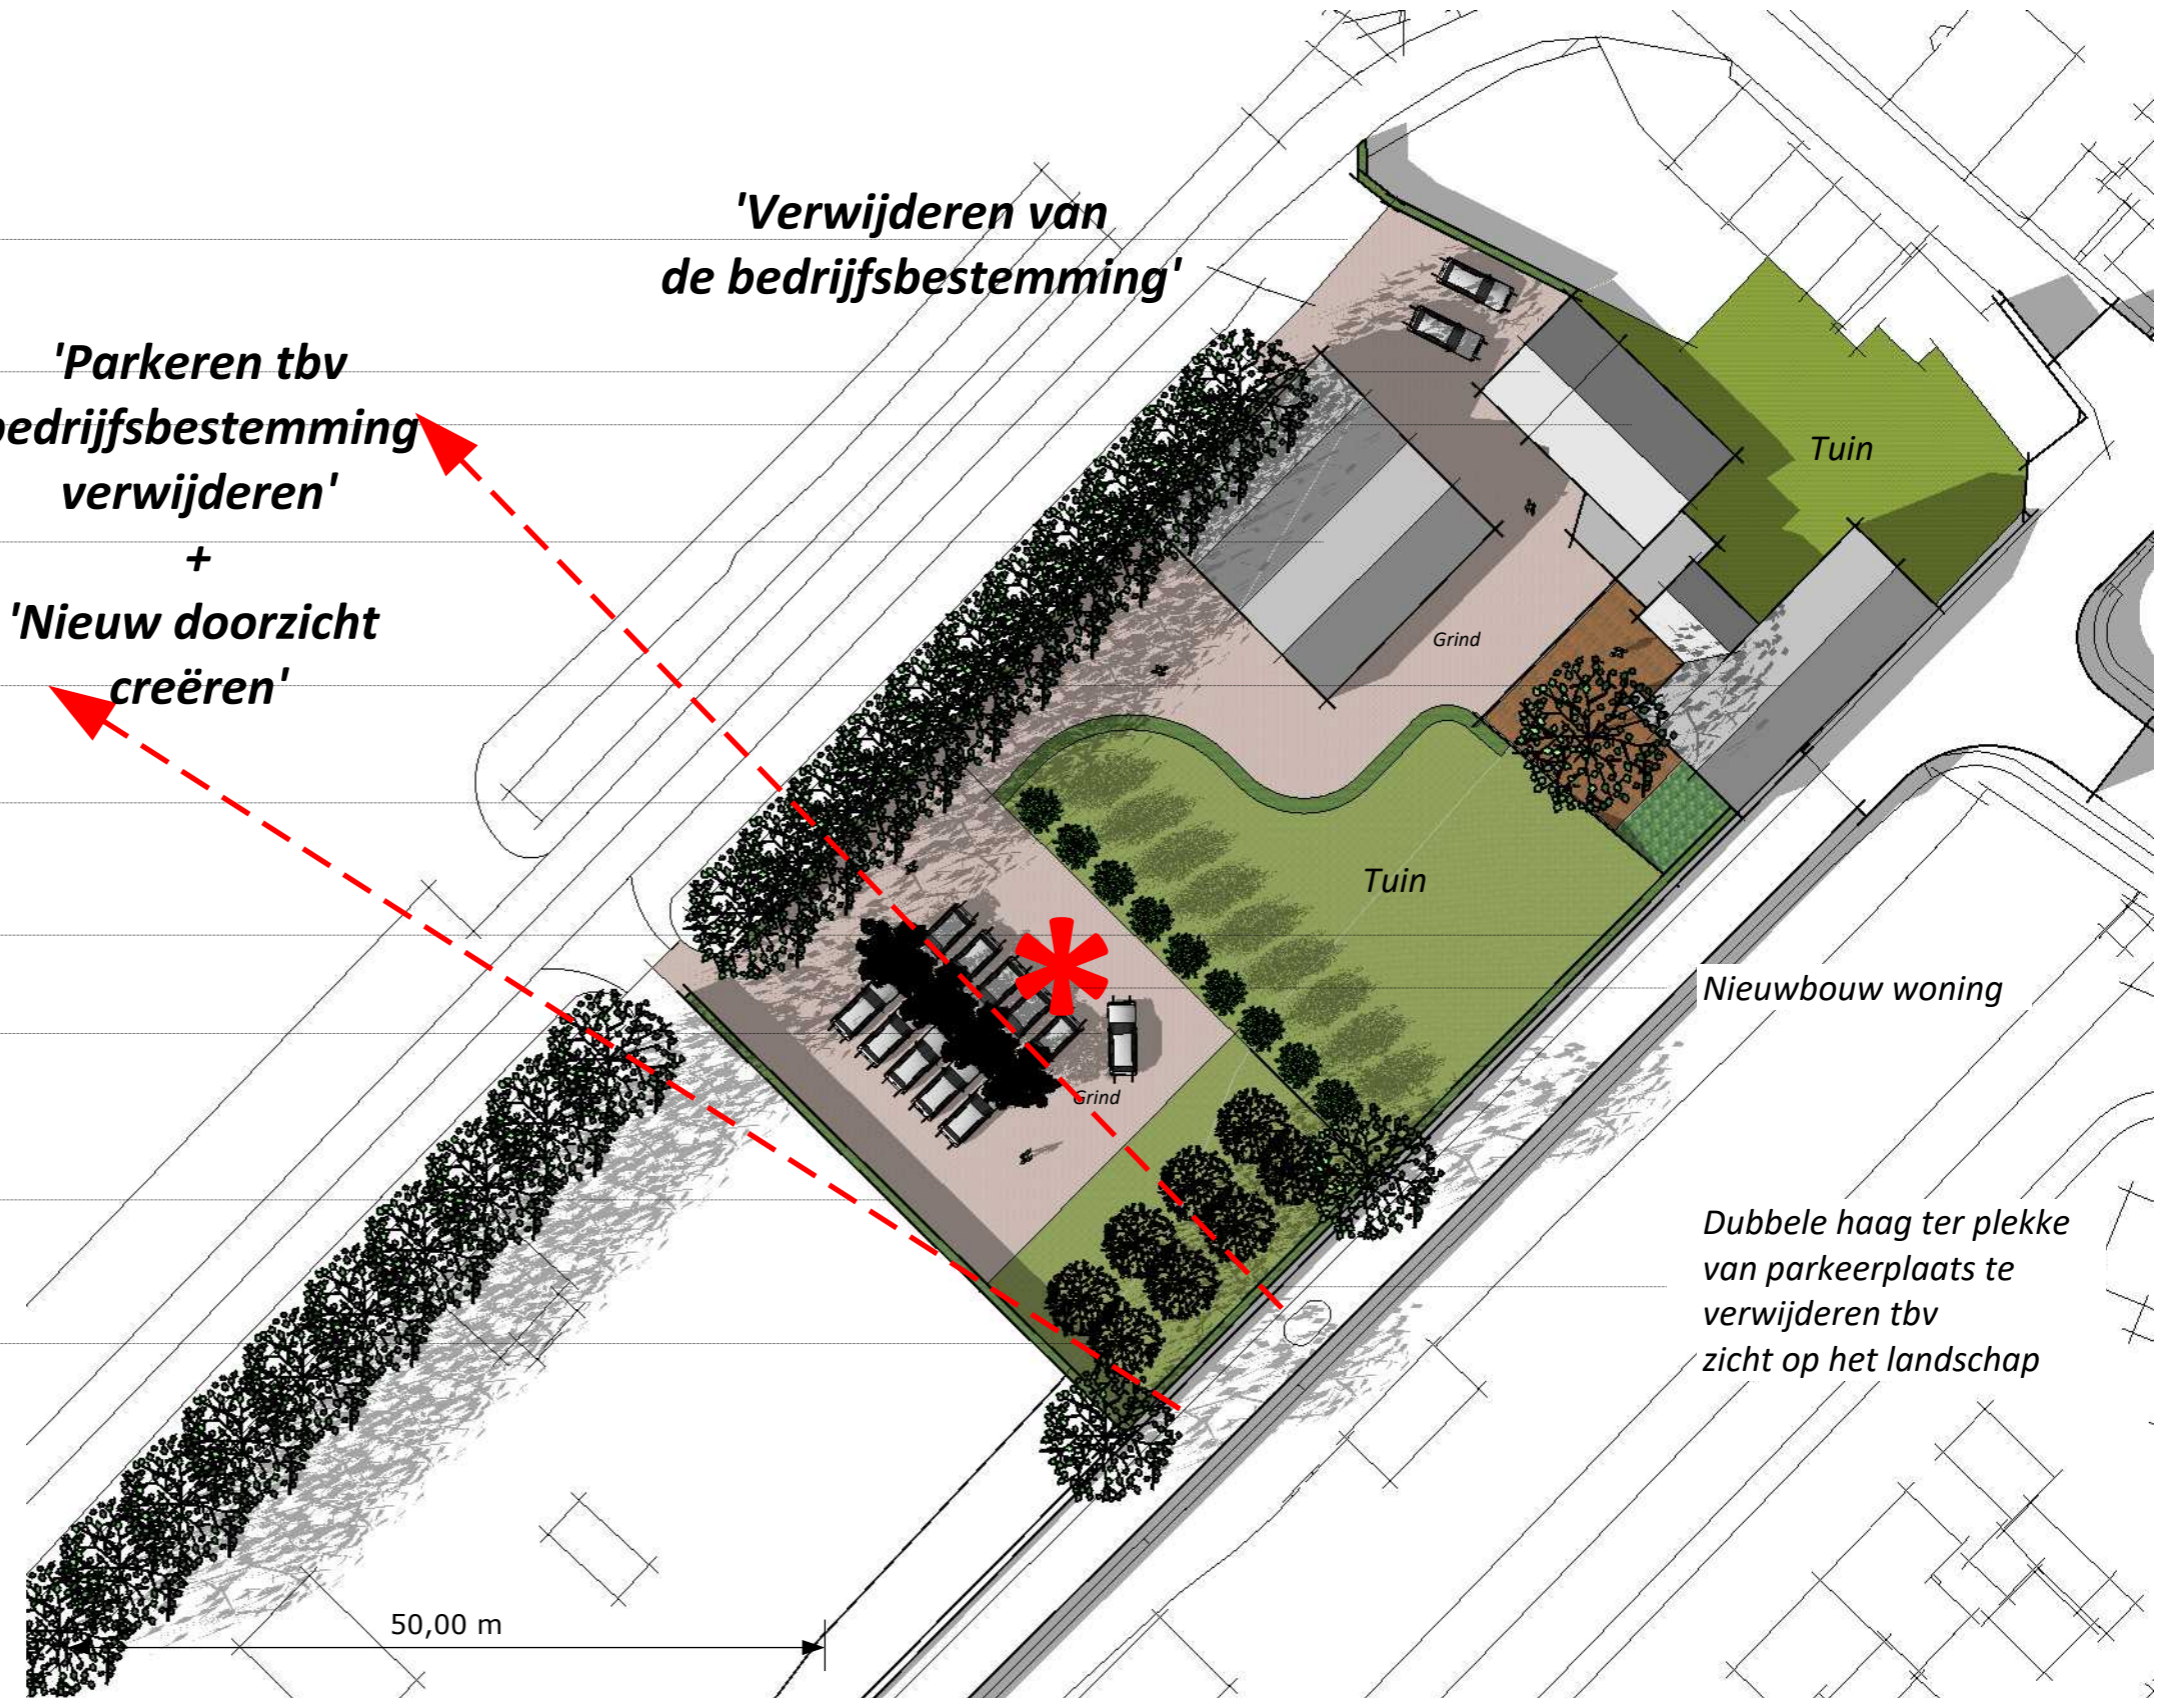 'Verwijderen van
de bedrijfsbestemming'
'Parkeren tbv
bedrijfsbestemming
verwijderen'
+
'Nieuw doorzicht
creëren'
Tuin
Grind
Tuin
Nieuwbouw woning
Grind
Dubbele haag ter plekke
van parkeerplaats te
verwijderen tbv
zicht op het landschap
50,00 m